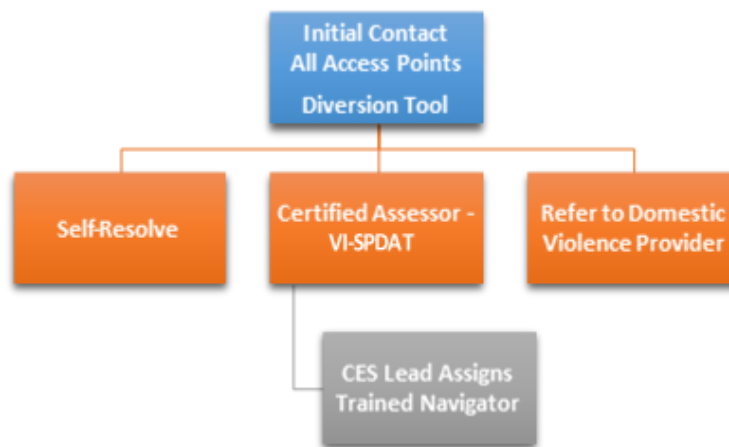 Initial Contact
All Access Points
Diversion Tool
Self-Resolve
Certified Assessor -
VI-SPDAT
Refer to Domestic
Violence Provider
CES Lead Assigns
Trained Navigator